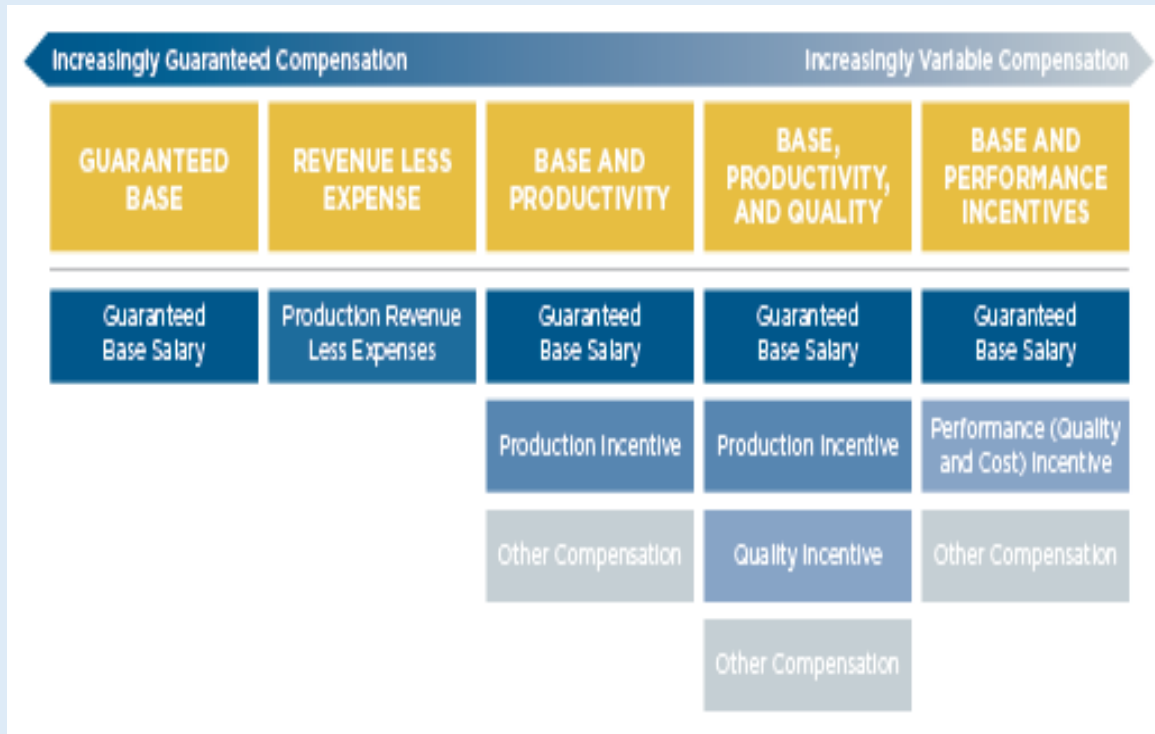 Increasingly Guaranteed Compensation
Increasingly Variable Compensation
GUARANTEED
BASE
REVENUE LESS
EXPENSE
BASE AND
PRODUCTIVITY
BASE,
PRODUCTIVITY,
AND QUALITY
BASE AND
PERFORMANCE
INCENTIVES
Guaranteed
Base Salary
Production Revenue
Less Expenses
Guaranteed
Base Salary
Guaranteed
Base Salary
Guaranteed
Base Salary
Production Incentive
Production Incentive
Performance (Quality
and Cost) Incentive
Other Compensation
Quality Incentive
Other Compensation
Other Compensation